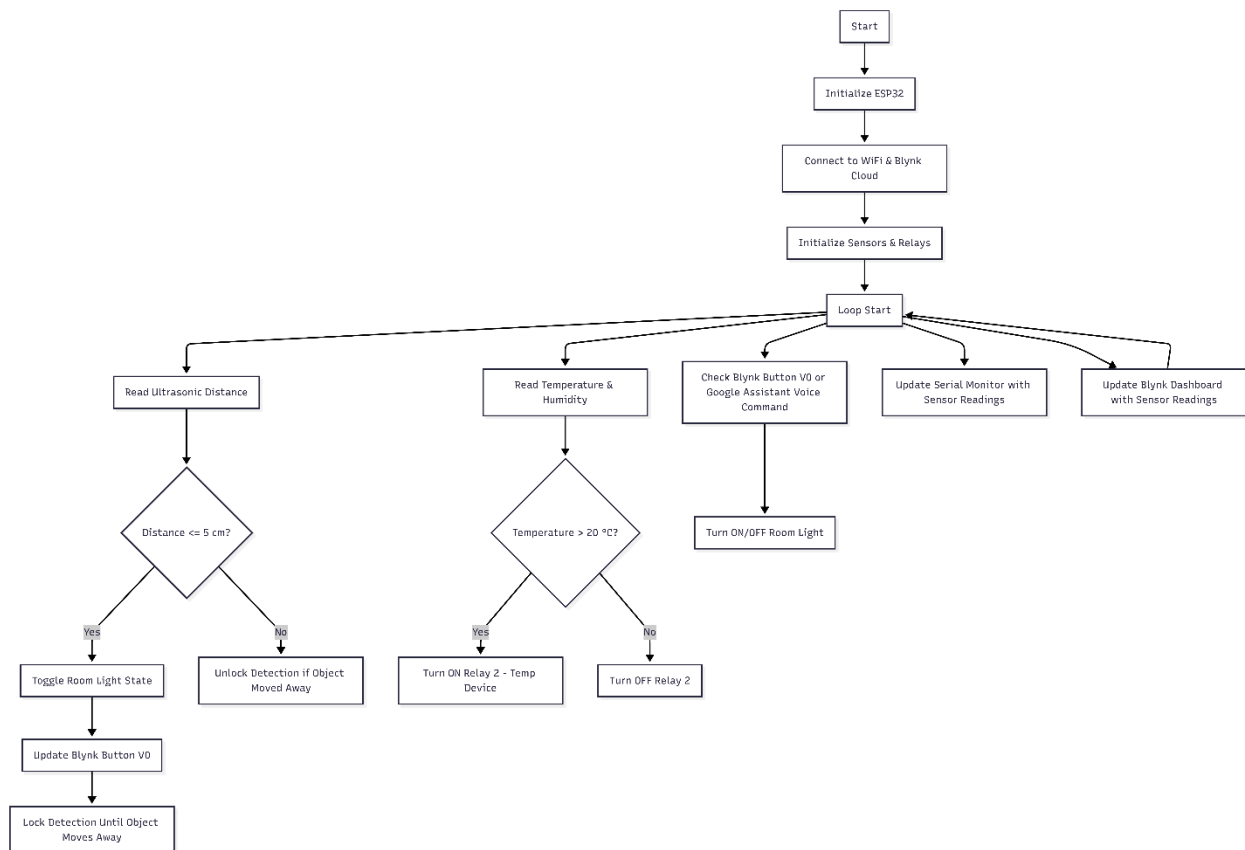 Start
Initialize ESP32
Connect to WiFi & Blynk
Cloud
Initialize Sensors & Relays
Loop Start
Read Ultrasonic Distance
Read Temperature &
Humidity
Check Blynk Button V0 or
Google Assistant Voice
Command
Update Serial Monitor with
Sensor Readings
Update Blynk Dashboard
with Sensor Readings
Distance <= 5 cm?
Temperature > 20 °C?
Turn ON/OFF Room Light
Yes
No
Yes
No
Toggle Room Light State
Unlock Detection if Object
Moved Away
Turn ON Relay 2 - Temp
Device
Turn OFF Relay 2
Update Blynk Button V0
Lock Detection Until Object
Moves Away